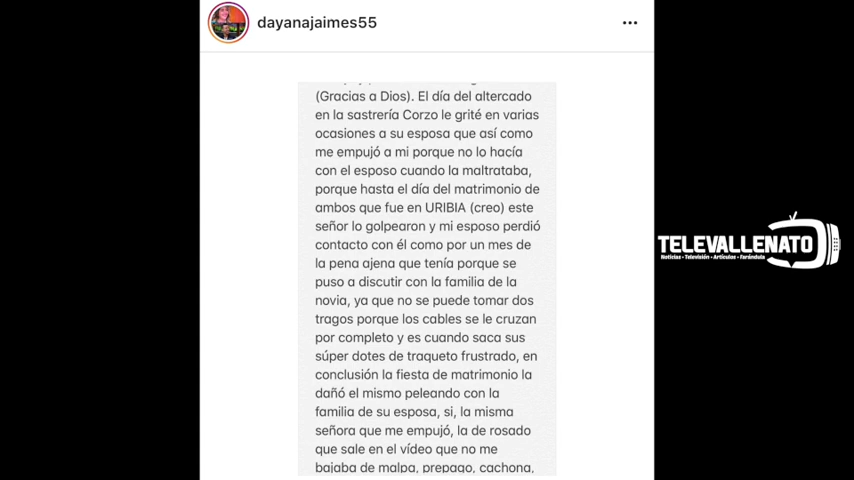 dayanajaimes55
(Gracias a Dios). El día del altercado
en la sastrería Corzo le grité en varias
ocasiones a su esposa que así como
me empujó a mi porque no lo hacía
con el esposo cuando la maltrataba,
porque hasta el día del matrimonio de
ambos que fue en URIBIA (creo) este
señor lo golpearon y mi esposo perdió
contacto con él como por un mes de
la pena ajena que tenía porque se
puso a discutir con la familia de la
novia, ya que no se puede tomar dos
tragos porque los cables se le cruzan
por completo y es cuando saca sus
súper dotes de traqueto frustrado, en
conclusión la fiesta de matrimonio la
dañó el mismo peleando con la
familia de su esposa, si, la misma
señora que me empujó, la de rosado
que sale en el vídeo que no me
bajaba de malpa, prepago, cachona,
TELEVALLENATO
Noticias • Televisión • Artículos • Farándula